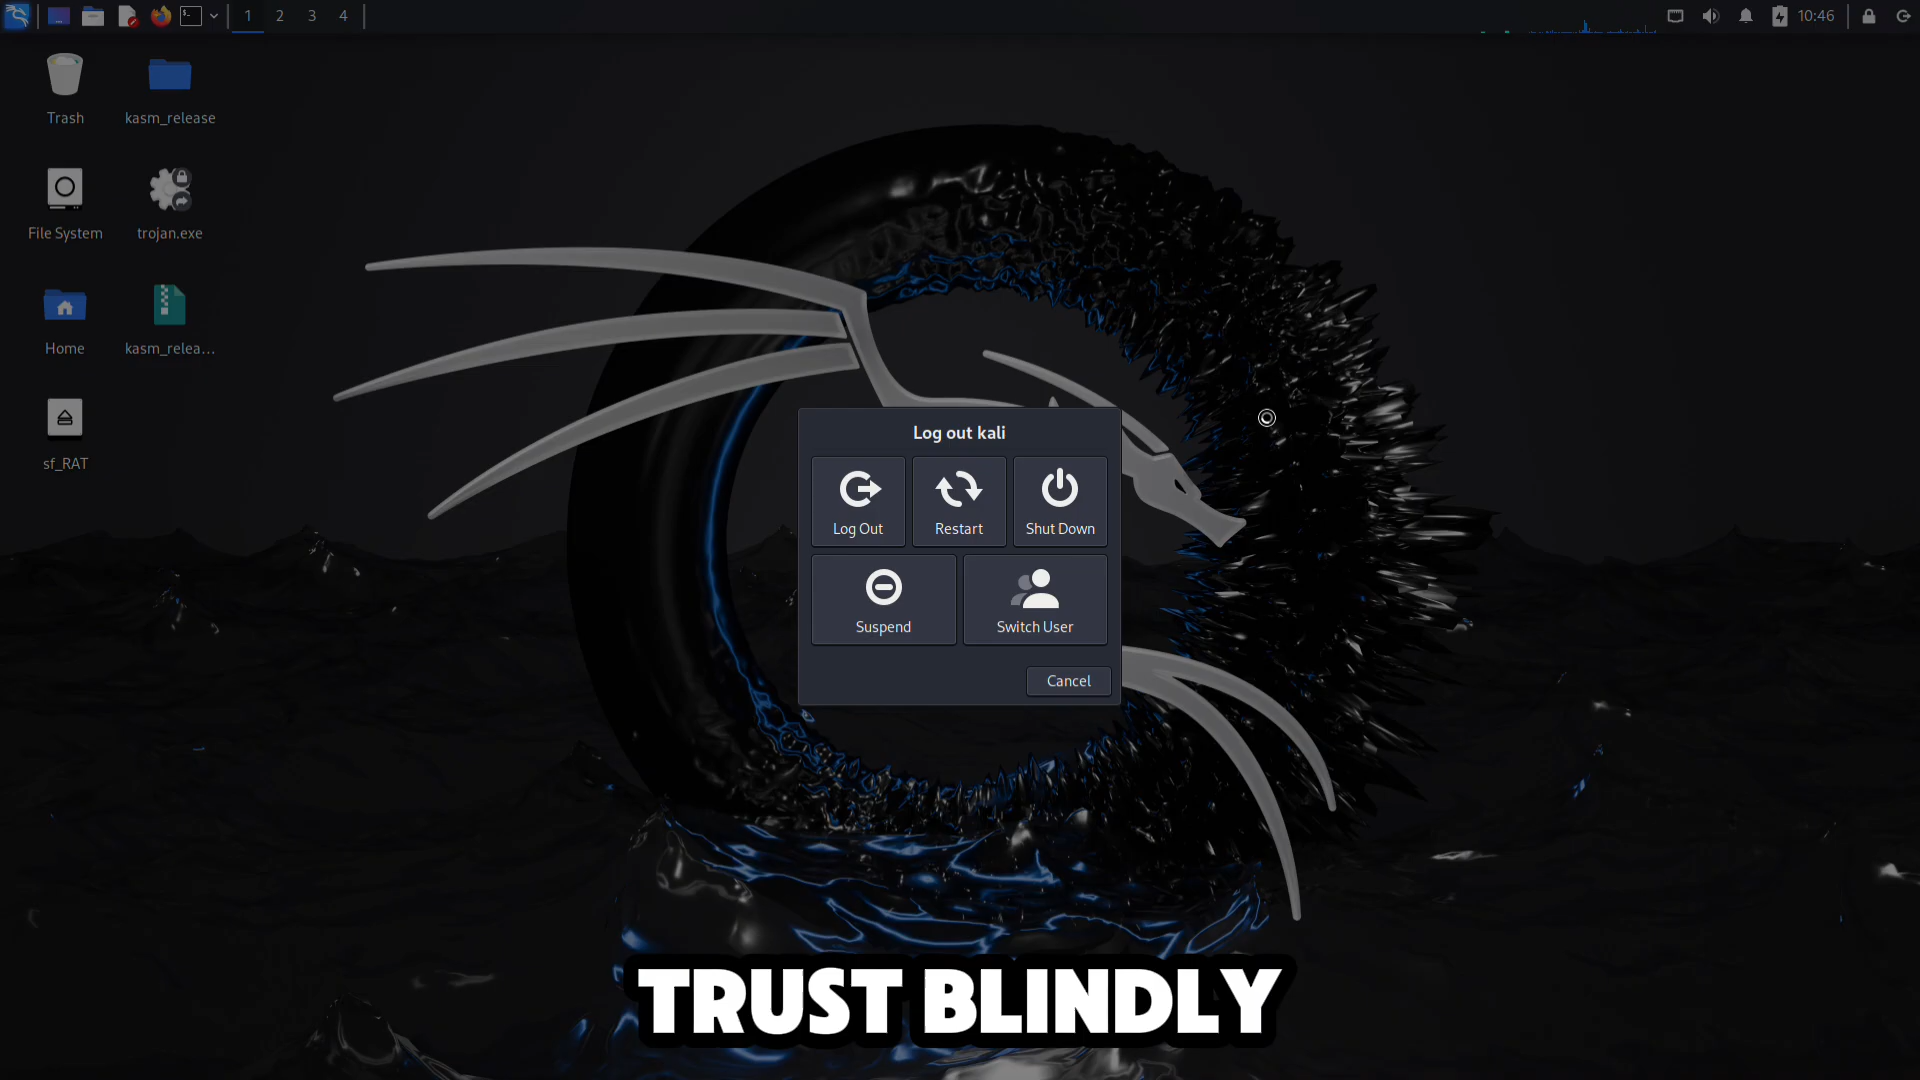 1 2 3 4 10:46
Trash
kasm_release
File System
trojan.exe
Home
kasm_relea...
sf_RAT
Log out kali
Log Out
Restart
Shut Down
Suspend
Switch User
Cancel
TRUST BLINDLY